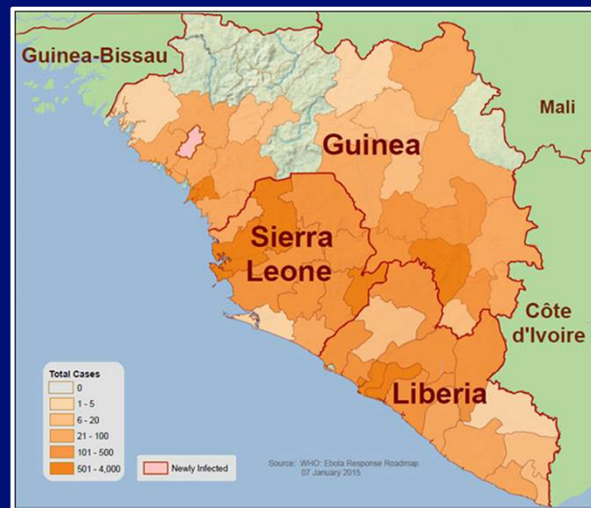 Guinea-Bissau
Mali
Guinea
Sierra
Leone
Côte
d'Ivoire
Liberia
Total Cases
0
1 - 5
6 - 20
21 - 100
101 - 500
501 - 4,000
Newly Infected
Source: WHO: Ebola Response Roadmap
07 January 2015